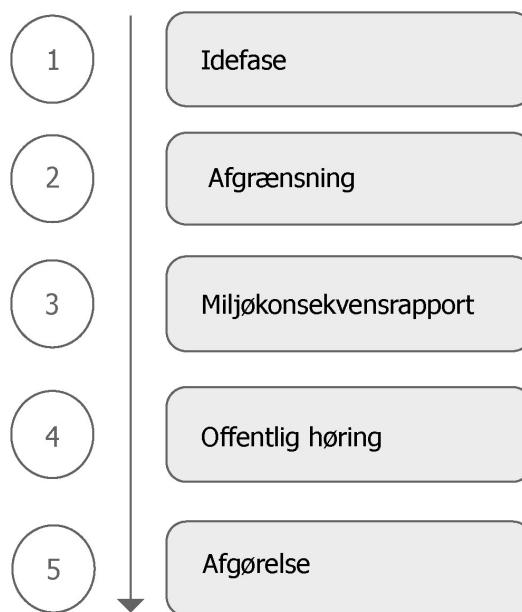 1 Idefase
2 Afgrænsning
3 Miljøkonsekvensrapport
4 Offentlig høring
5 Afgørelse